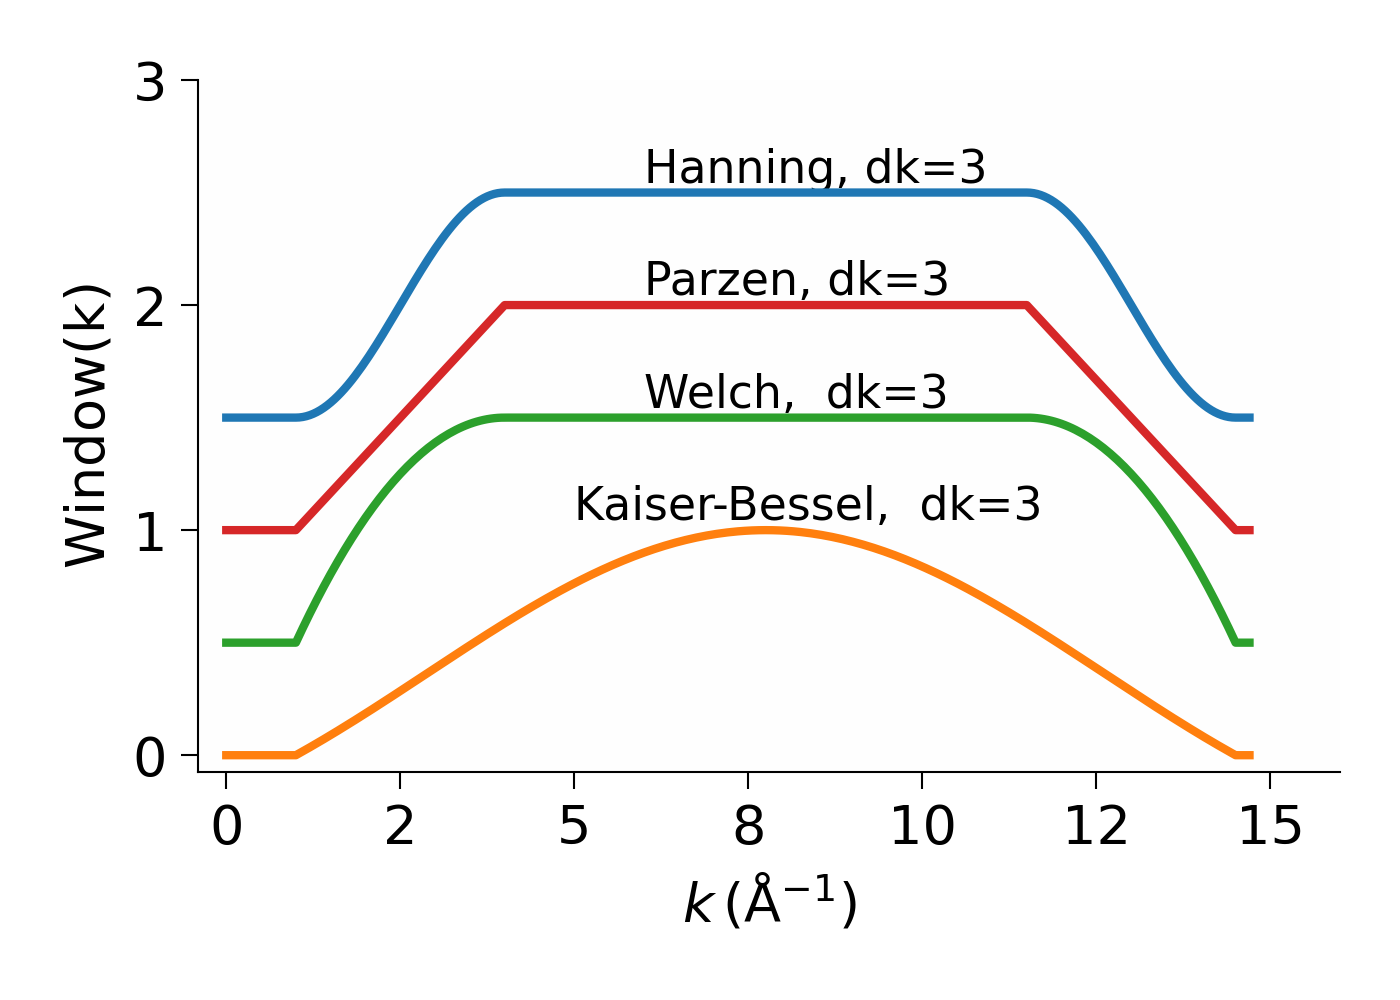 3
Hanning, dk=3
Parzen, dk=3
2
Welch,  dk=3
Kaiser-Bessel,  dk=3
1
0
Window(k)
0 2 5 8 10 12 15
k (Å⁻¹)